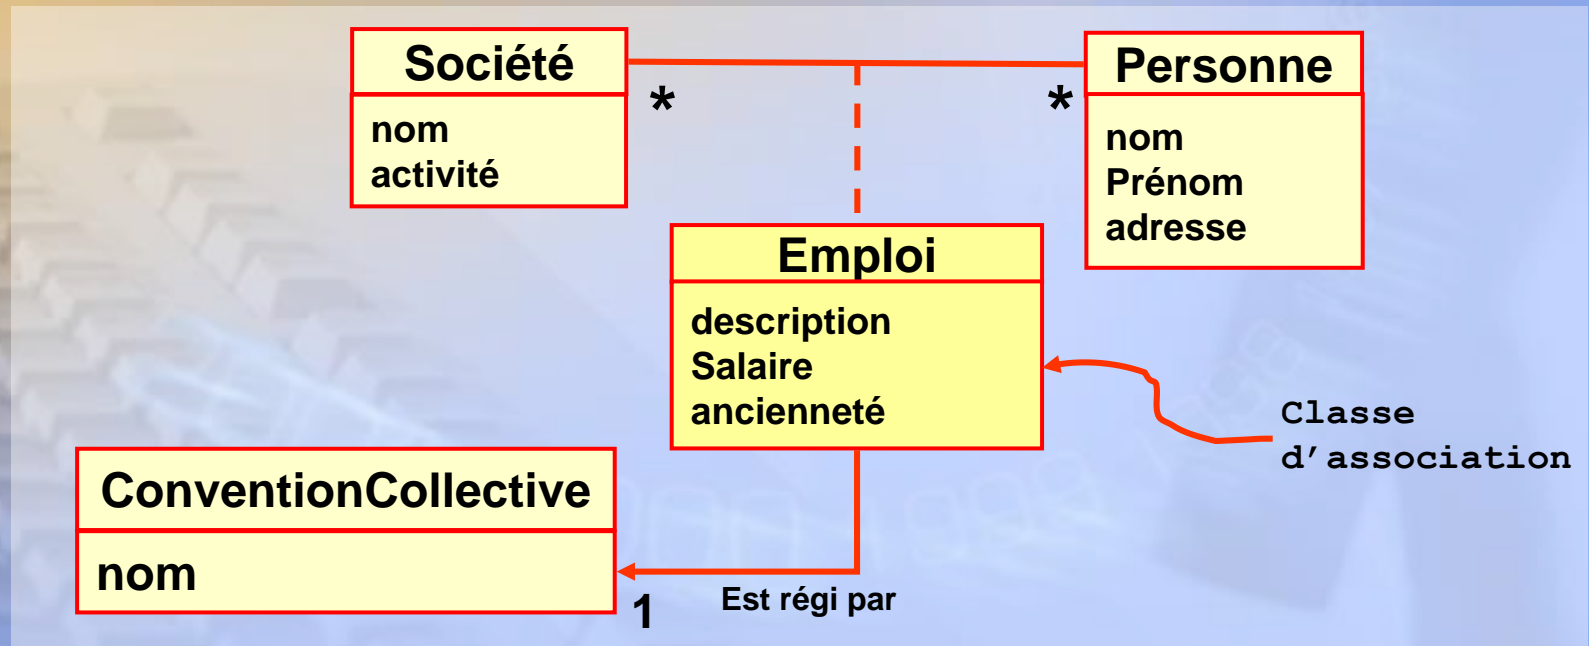 Société
nom
activité
*
*
Personne
nom
Prénom
adresse
Emploi
description
Salaire
ancienneté
Classe
d’association
ConventionCollective
nom
1
Est régi par